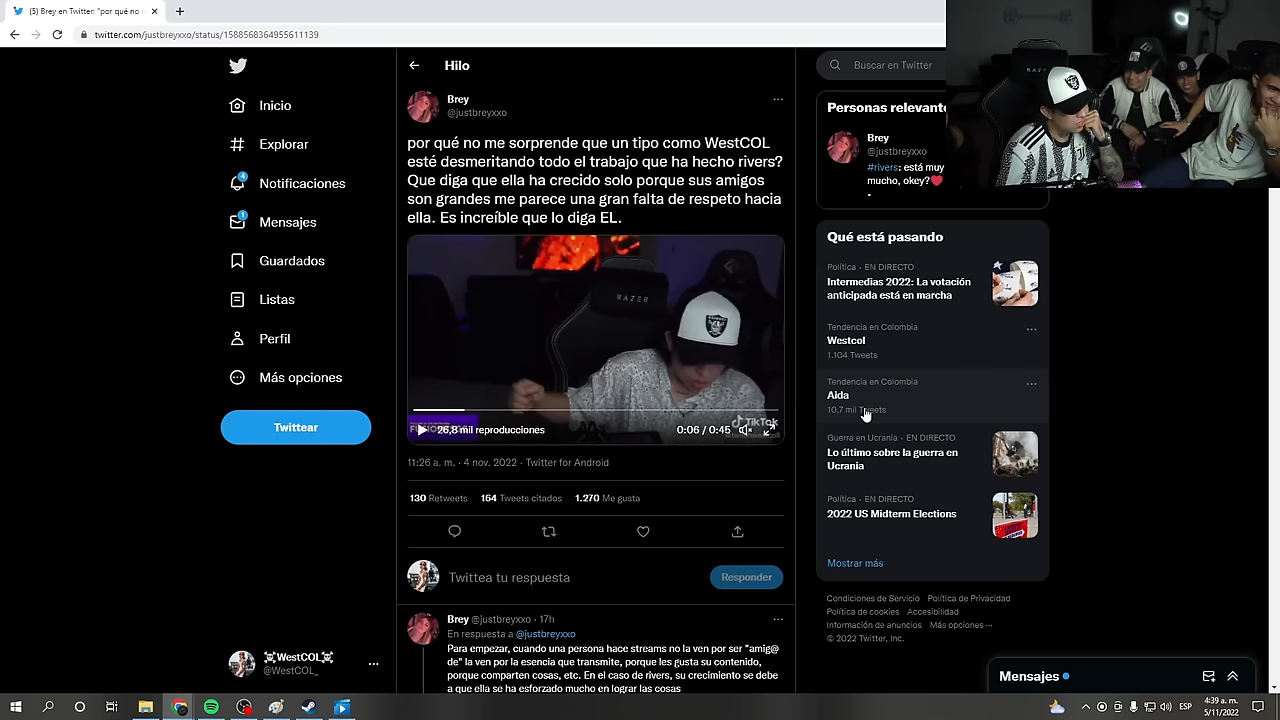 (5) Brey en Twitter: "por qué no
twitter.com/justbreyxxo/status/1588568364955611139
Inicio
Explorar
4
Notificaciones
1
Mensajes
Guardados
Listas
Perfil
Más opciones
Twittear
☠WestCOL☠
@WestCOL_
Hilo
Brey
@justbreyxxo
por qué no me sorprende que un tipo como WestCOL
esté desmeritando todo el trabajo que ha hecho rivers?
Que diga que ella ha crecido solo porque sus amigos
son grandes me parece una gran falta de respeto hacia
ella. Es increíble que lo diga EL.
RAZER
RAIDERS
TikTok
26,8 mil reproducciones
0:06 / 0:45
11:26 a. m. · 4 nov. 2022 · Twitter for Android
130 Retweets 164 Tweets citados 1.270 Me gusta
Twittea tu respuesta
Responder
Brey @justbreyxxo · 17h
En respuesta a @justbreyxxo
Para empezar, cuando una persona hace streams no la ven por ser "amig@
de" la ven por la esencia que transmite, porque les gusta su contenido,
porque comparten cosas, etc. En el caso de rivers, su crecimiento se debe
a que ella se ha esforzado mucho en lograr las cosas
Buscar en Twitter
Personas relevant
Brey
@justbreyxxo
#rivers: está muy
mucho, okey?❤
Qué está pasando
Política · EN DIRECTO
Intermedias 2022: La votación
anticipada está en marcha
Tendencia en Colombia
Westcol
1.104 Tweets
Tendencia en Colombia
Aida
10,7 mil Tweets
Guerra en Ucrania · EN DIRECTO
Lo último sobre la guerra en
Ucrania
Política · EN DIRECTO
2022 US Midterm Elections
Mostrar más
Condiciones de Servicio Política de Privacidad
Política de cookies Accesibilidad
Información de anuncios Más opciones ···
© 2022 Twitter, Inc.
Mensajes
ESP
4:39 a. m.
5/11/2022